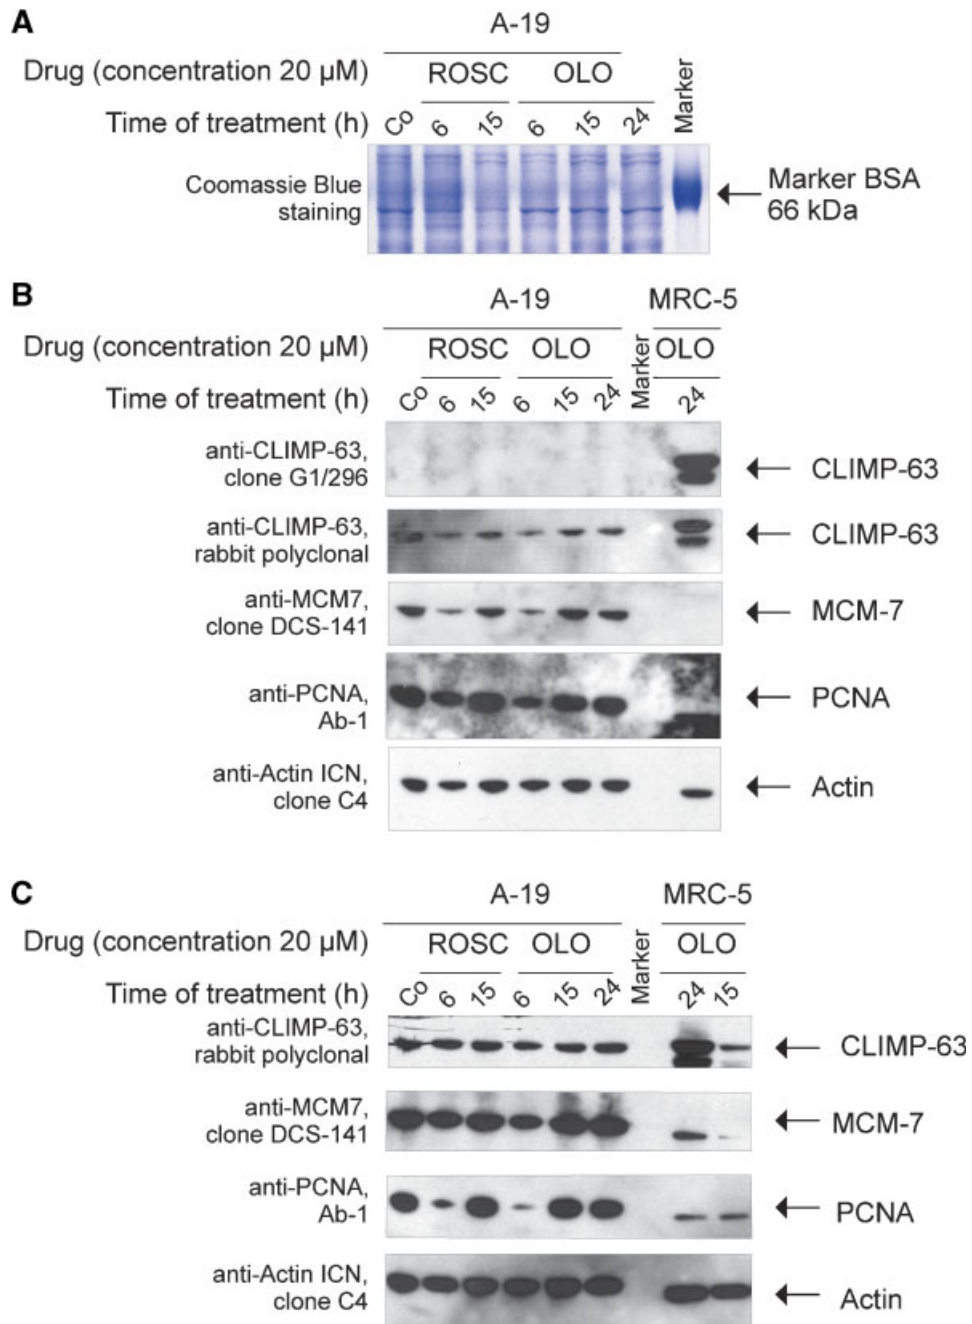 A
A-19
Drug (concentration 20 µM)
ROSC OLO
Marker
Time of treatment (h)
Co 6 15 6 15 24
Coomassie Blue
staining
Marker BSA
66 kDa
B
A-19 MRC-5
Drug (concentration 20 µM)
ROSC OLO Marker OLO
Time of treatment (h)
Co 6 15 6 15 24 24
anti-CLIMP-63,
clone G1/296
CLIMP-63
anti-CLIMP-63,
rabbit polyclonal
CLIMP-63
anti-MCM7,
clone DCS-141
MCM-7
anti-PCNA,
Ab-1
PCNA
anti-Actin ICN,
clone C4
Actin
C
A-19 MRC-5
Drug (concentration 20 µM)
ROSC OLO Marker OLO
Time of treatment (h)
Co 6 15 6 15 24 24 15
anti-CLIMP-63,
rabbit polyclonal
CLIMP-63
anti-MCM7,
clone DCS-141
MCM-7
anti-PCNA,
Ab-1
PCNA
anti-Actin ICN,
clone C4
Actin